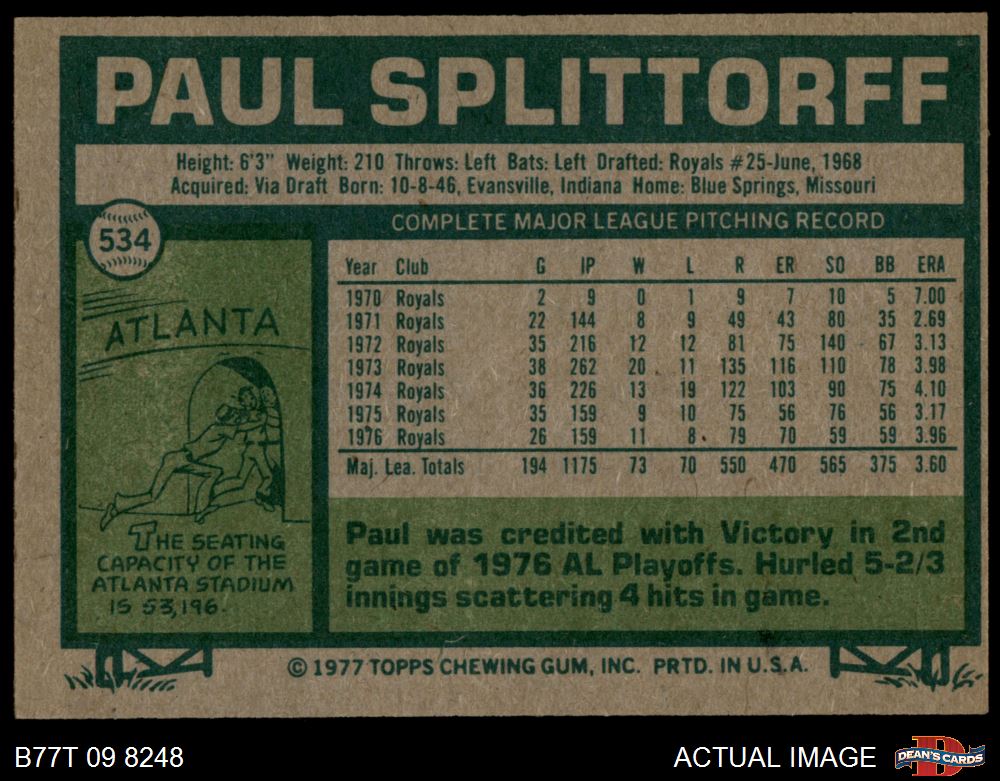 PAUL SPLITTORFF
Height: 6'3" Weight: 210 Throws: Left Bats: Left Drafted: Royals #25-June, 1968
Acquired: Via Draft Born: 10-8-46, Evansville, Indiana Home: Blue Springs, Missouri
534
COMPLETE MAJOR LEAGUE PITCHING RECORD
Year Club G IP W L R ER SO BB ERA
1970 Royals 2 9 0 1 9 7 10 5 7.00
1971 Royals 22 144 8 9 49 43 80 35 2.69
1972 Royals 35 216 12 12 81 75 140 67 3.13
1973 Royals 38 262 20 11 135 116 110 78 3.98
1974 Royals 36 226 13 19 122 103 90 75 4.10
1975 Royals 35 159 9 10 75 56 76 56 3.17
1976 Royals 26 159 11 8 79 70 59 59 3.96
Maj. Lea. Totals 194 1175 73 70 550 470 565 375 3.60
ATLANTA
THE SEATING
CAPACITY OF THE
ATLANTA STADIUM
IS 53,196.
Paul was credited with Victory in 2nd
game of 1976 AL Playoffs. Hurled 5-2/3
innings scattering 4 hits in game.
© 1977 TOPPS CHEWING GUM, INC. PRTD. IN U.S.A.
B77T 09 8248
ACTUAL IMAGE
D
DEAN'S CARDS